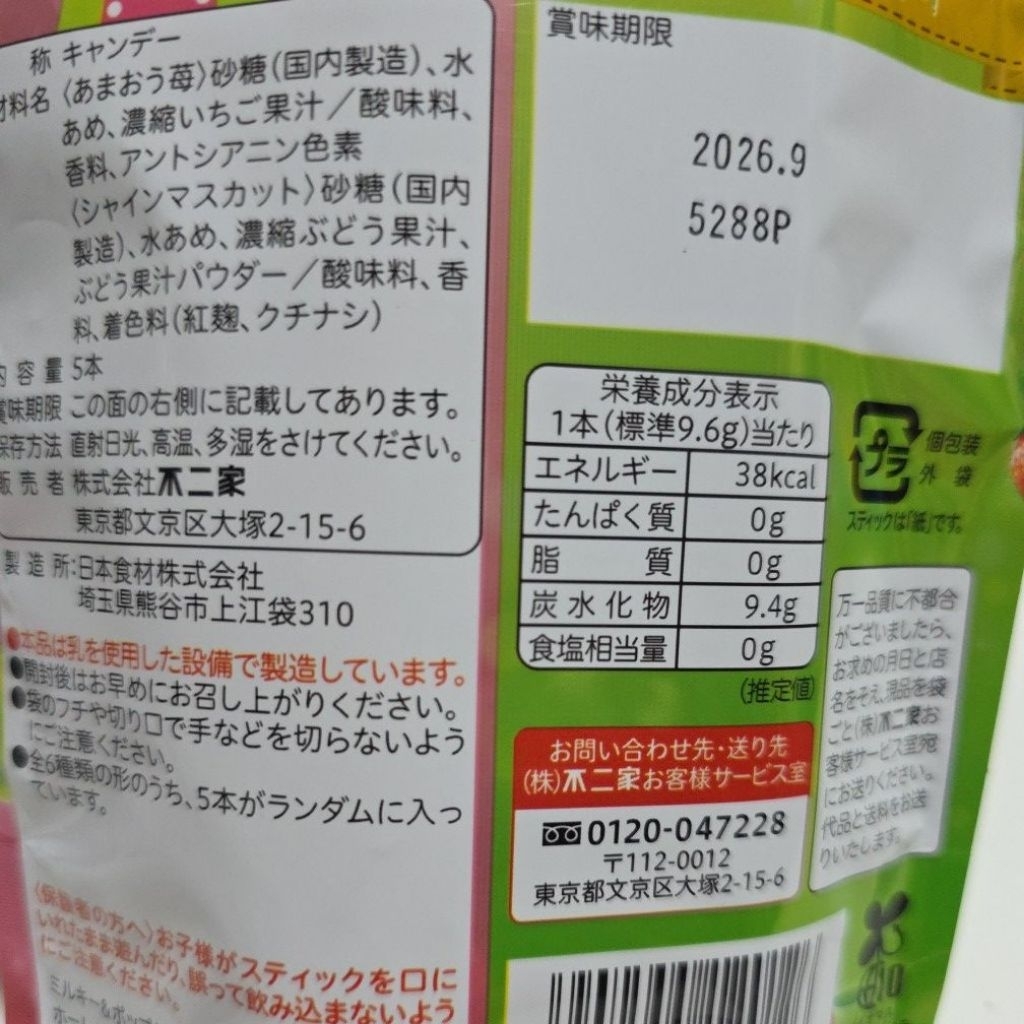 称 キャンデー
材料名 〈あまおう苺〉砂糖(国内製造)、水
あめ、濃縮いちご果汁／酸味料、
香料、アントシアニン色素
〈シャインマスカット〉砂糖(国内
製造)、水あめ、濃縮ぶどう果汁、
ぶどう果汁パウダー／酸味料、香
料、着色料(紅麹、クチナシ)
内容量 5本
賞味期限 この面の右側に記載してあります。
保存方法 直射日光、高温、多湿をさけてください。
販売者 株式会社不二家
東京都文京区大塚2-15-6
製造所:日本食材株式会社
埼玉県熊谷市上江袋310
●本品は乳を使用した設備で製造しています。
●開封後はお早めにお召し上がりください。
●袋のフチや切り口で手などを切らないよう
にご注意ください。
●全6種類の形のうち、5本がランダムに入っ
ています。
〈保護者の方へ〉お子様がスティックを口に
いれたまま遊んだり、誤って飲み込まないよう
にご注意ください。
ミルキー&ポップ
ホー
賞味期限
2026.9
5288P
栄養成分表示
1本(標準9.6g)当たり
エネルギー 38kcal
たんぱく質 0g
脂質 0g
炭水化物 9.4g
食塩相当量 0g
(推定値)
プラ
個包装
外袋
スティックは「紙」です。
お問い合わせ先・送り先
(株)不二家お客様サービス室
0120-047228
〒112-0012
東京都文京区大塚2-15-6
万一品質に不都合
がございましたら、
お求めの月日と店
名をそえ、現品を袋
ごと(株)不二家お
客様サービス室宛
にお送りください。
代品と送料をお送
りいたします。